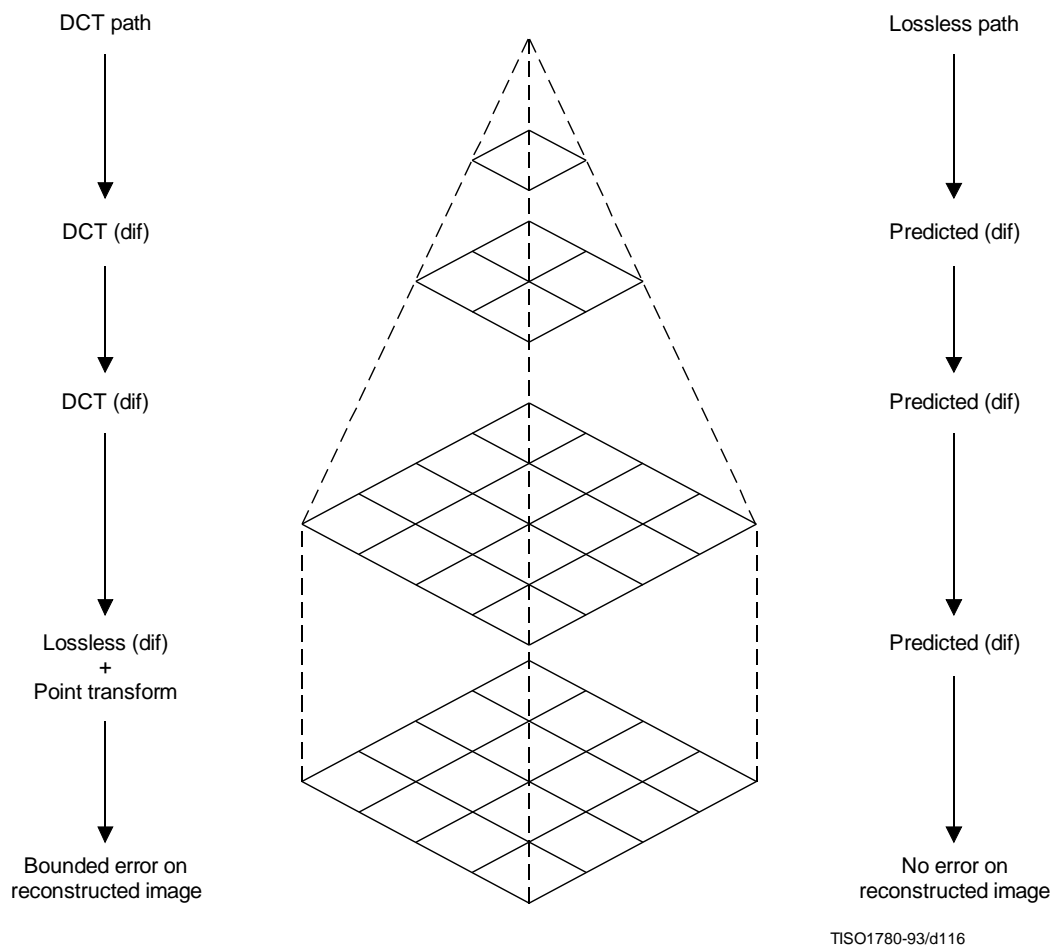 DCT path
Lossless path
DCT (dif)
Predicted (dif)
DCT (dif)
Predicted (dif)
Lossless (dif)
+
Point transform
Predicted (dif)
Bounded error on
reconstructed image
No error on
reconstructed image
TISO1780-93/d116